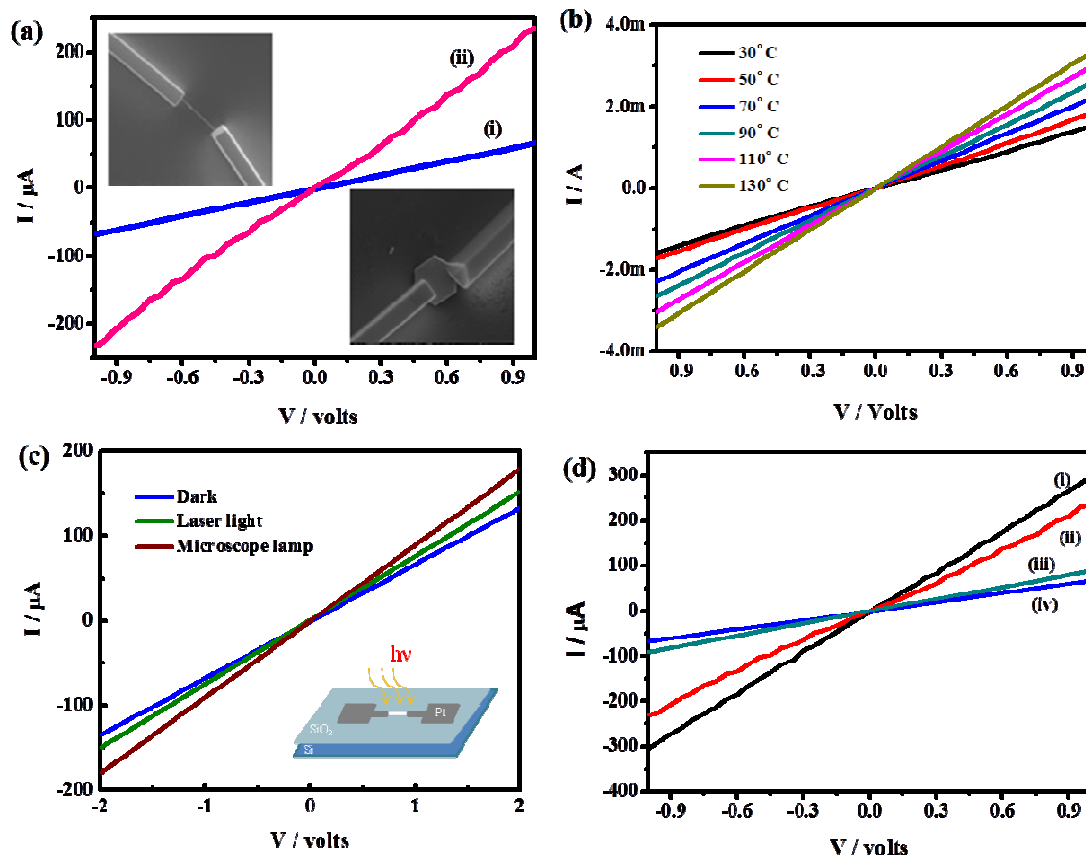 (a)
I / µA
200
100
0
-100
-200
(ii)
(i)
-0.9 -0.6 -0.3 0.0 0.3 0.6 0.9
V / volts
(b)
I / A
4.0m
2.0m
0.0
-2.0m
-4.0m
30° C
50° C
70° C
90° C
110° C
130° C
0.9 0.6 0.3 0.0 0.3 0.6 0.9
V / Volts
(c)
I / µA
200
100
0
-100
-200
Dark
Laser light
Microscope lamp
hν
Pt
SiO2
Si
-2 -1 0 1 2
V / volts
(d)
I / µA
300
200
100
0
-100
-200
-300
-400
(i)
(ii)
(iii)
(iv)
-0.9 -0.6 -0.3 0.0 0.3 0.6 0.9
V / volts